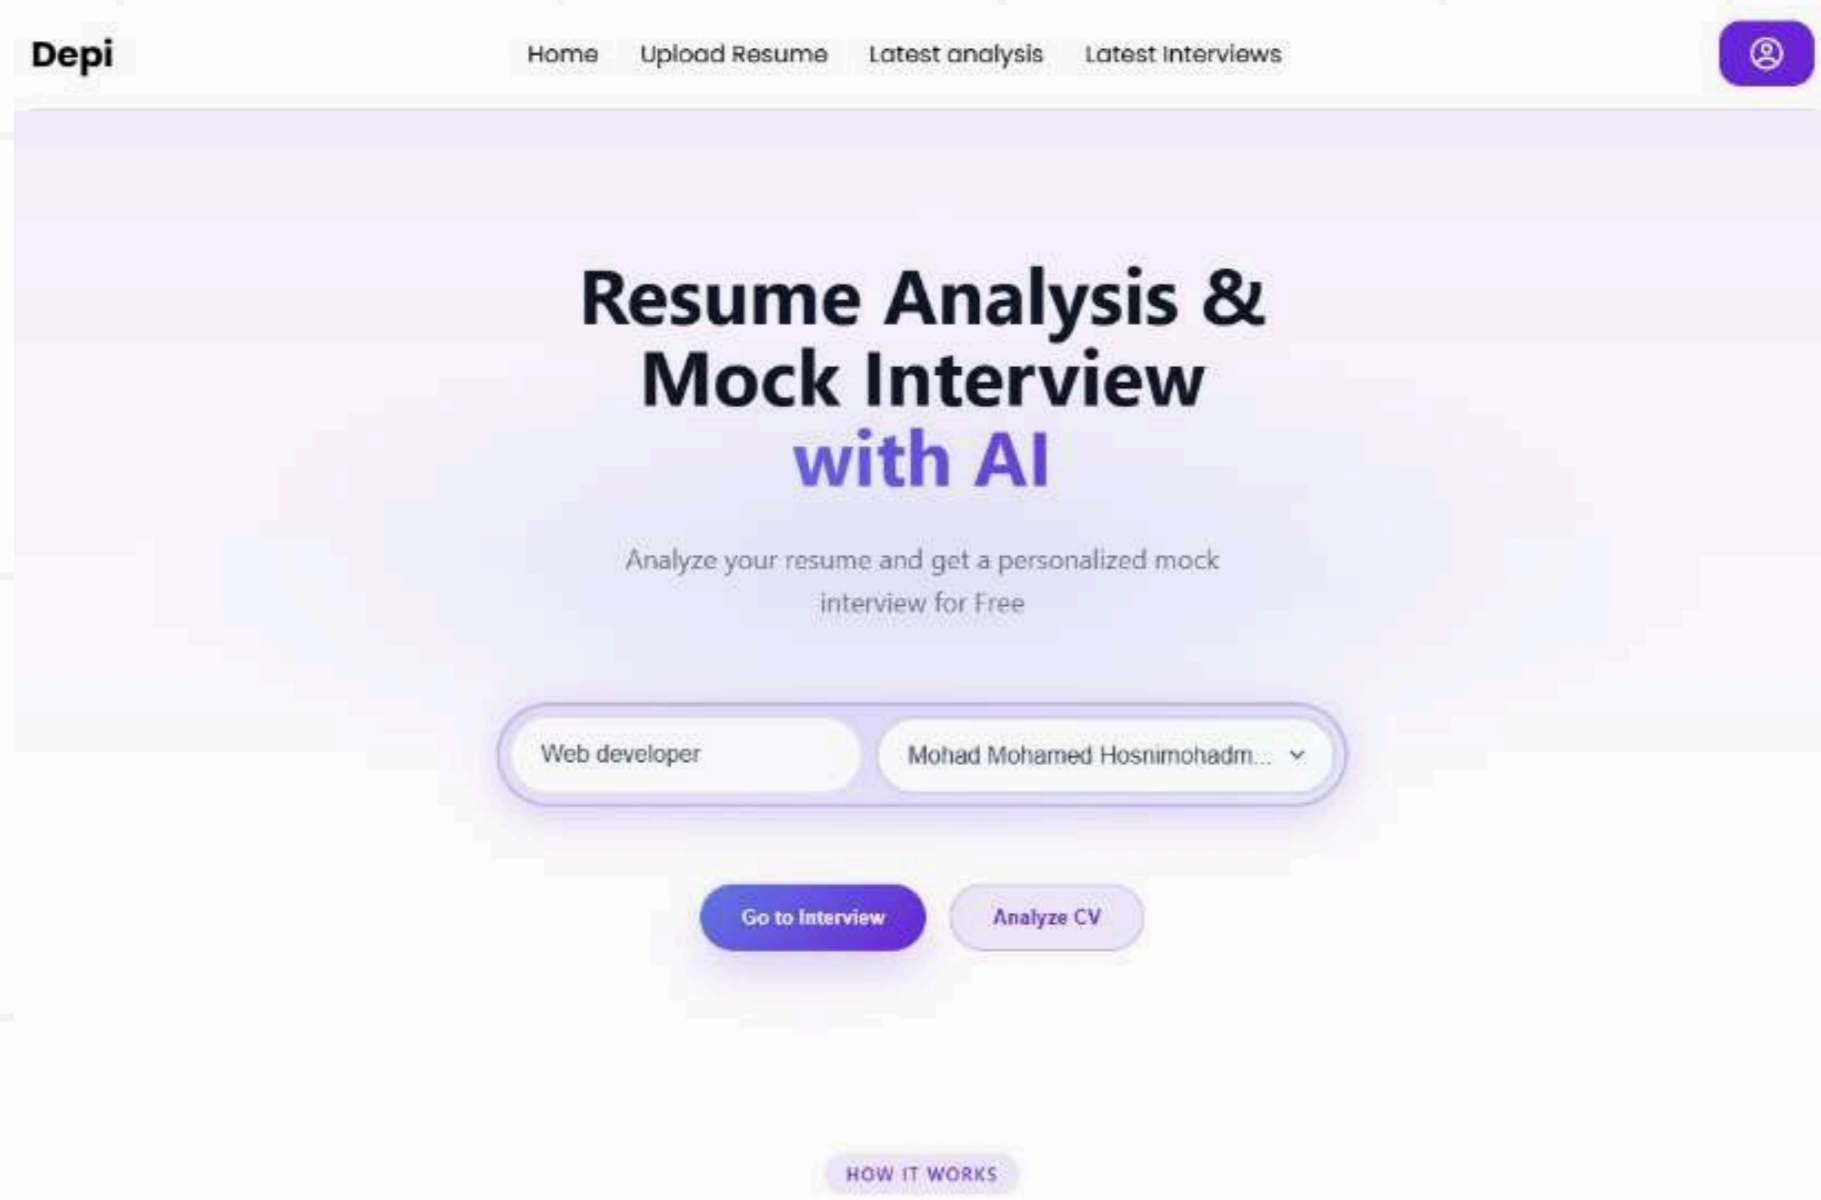 Depi
Home
Upload Resume
Latest analysis
Latest Interviews
Resume Analysis &
Mock Interview
with AI
Analyze your resume and get a personalized mock
interview for Free
Web developer
Mohad Mohamed Hosnimohadm...
Go to Interview
Analyze CV
HOW IT WORKS